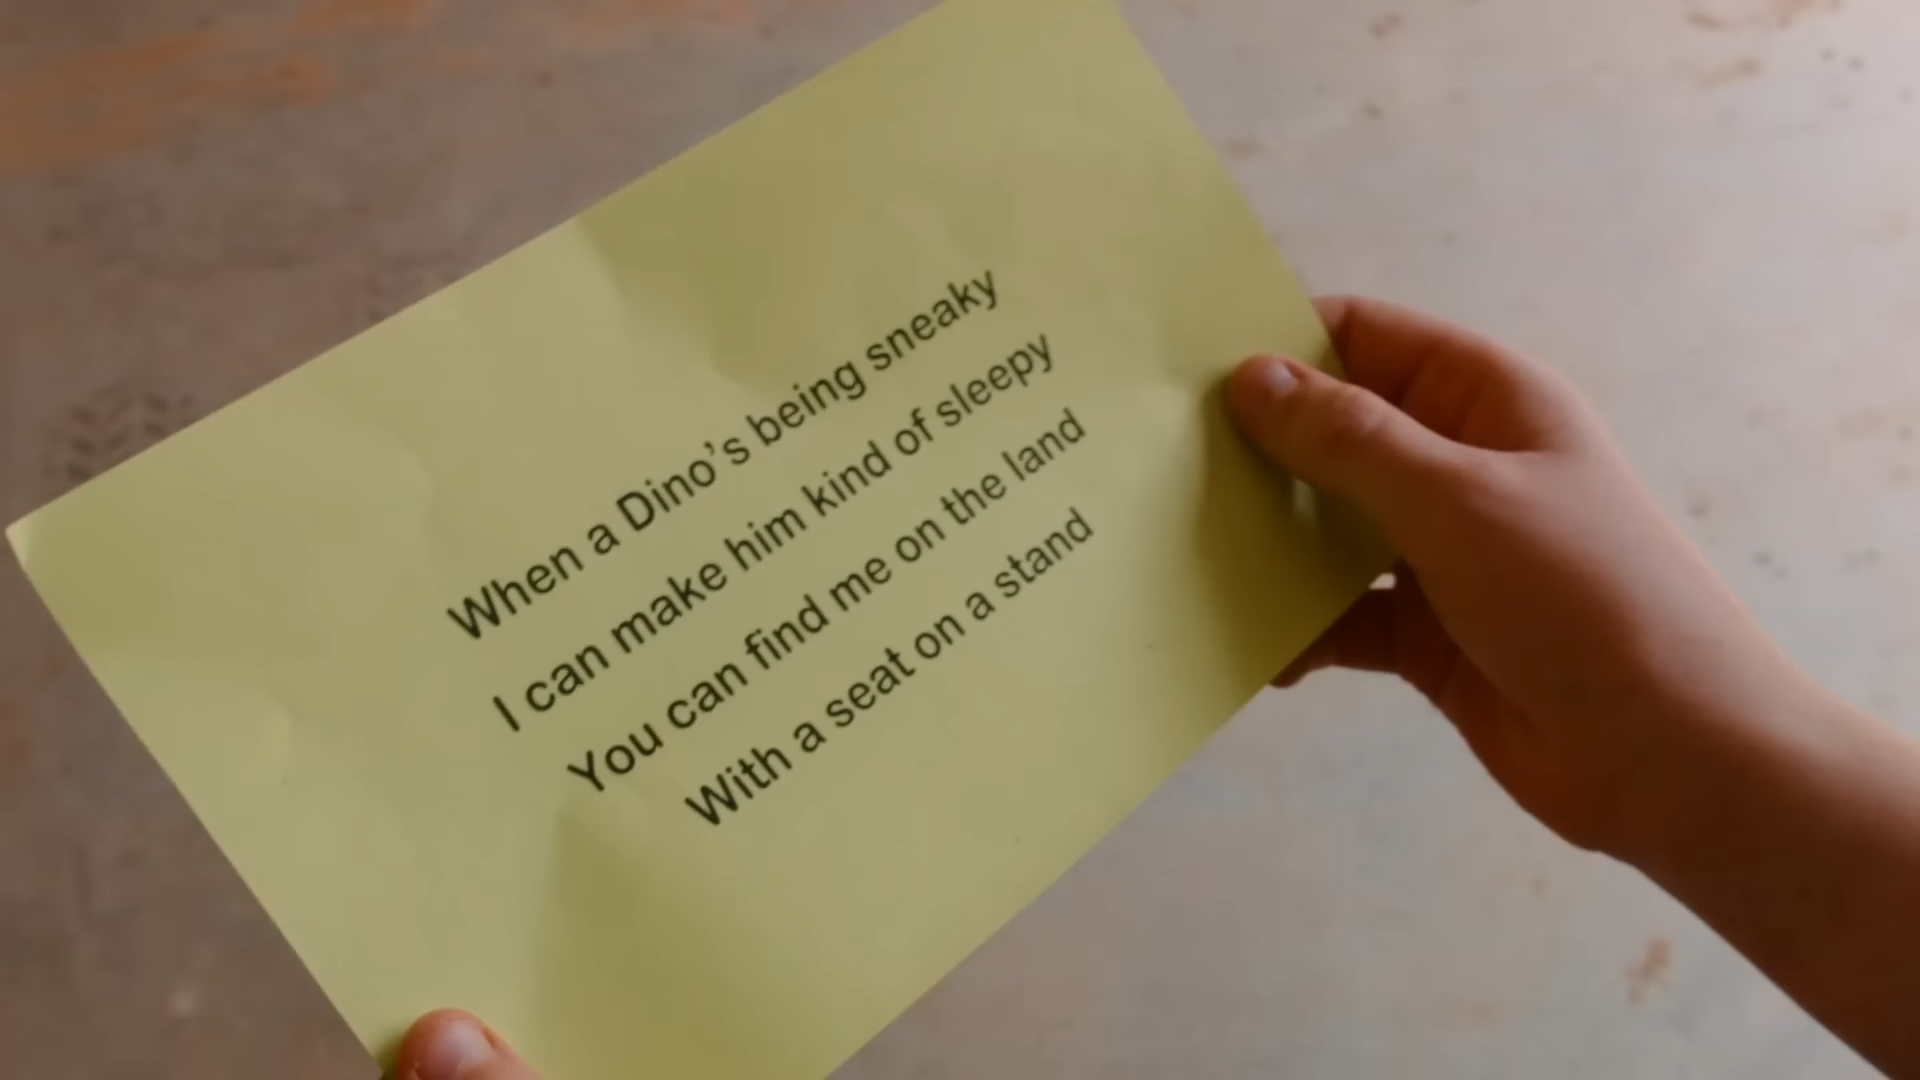 When a Dino's being sneaky
I can make him kind of sleepy
You can find me on the land
With a seat on a stand